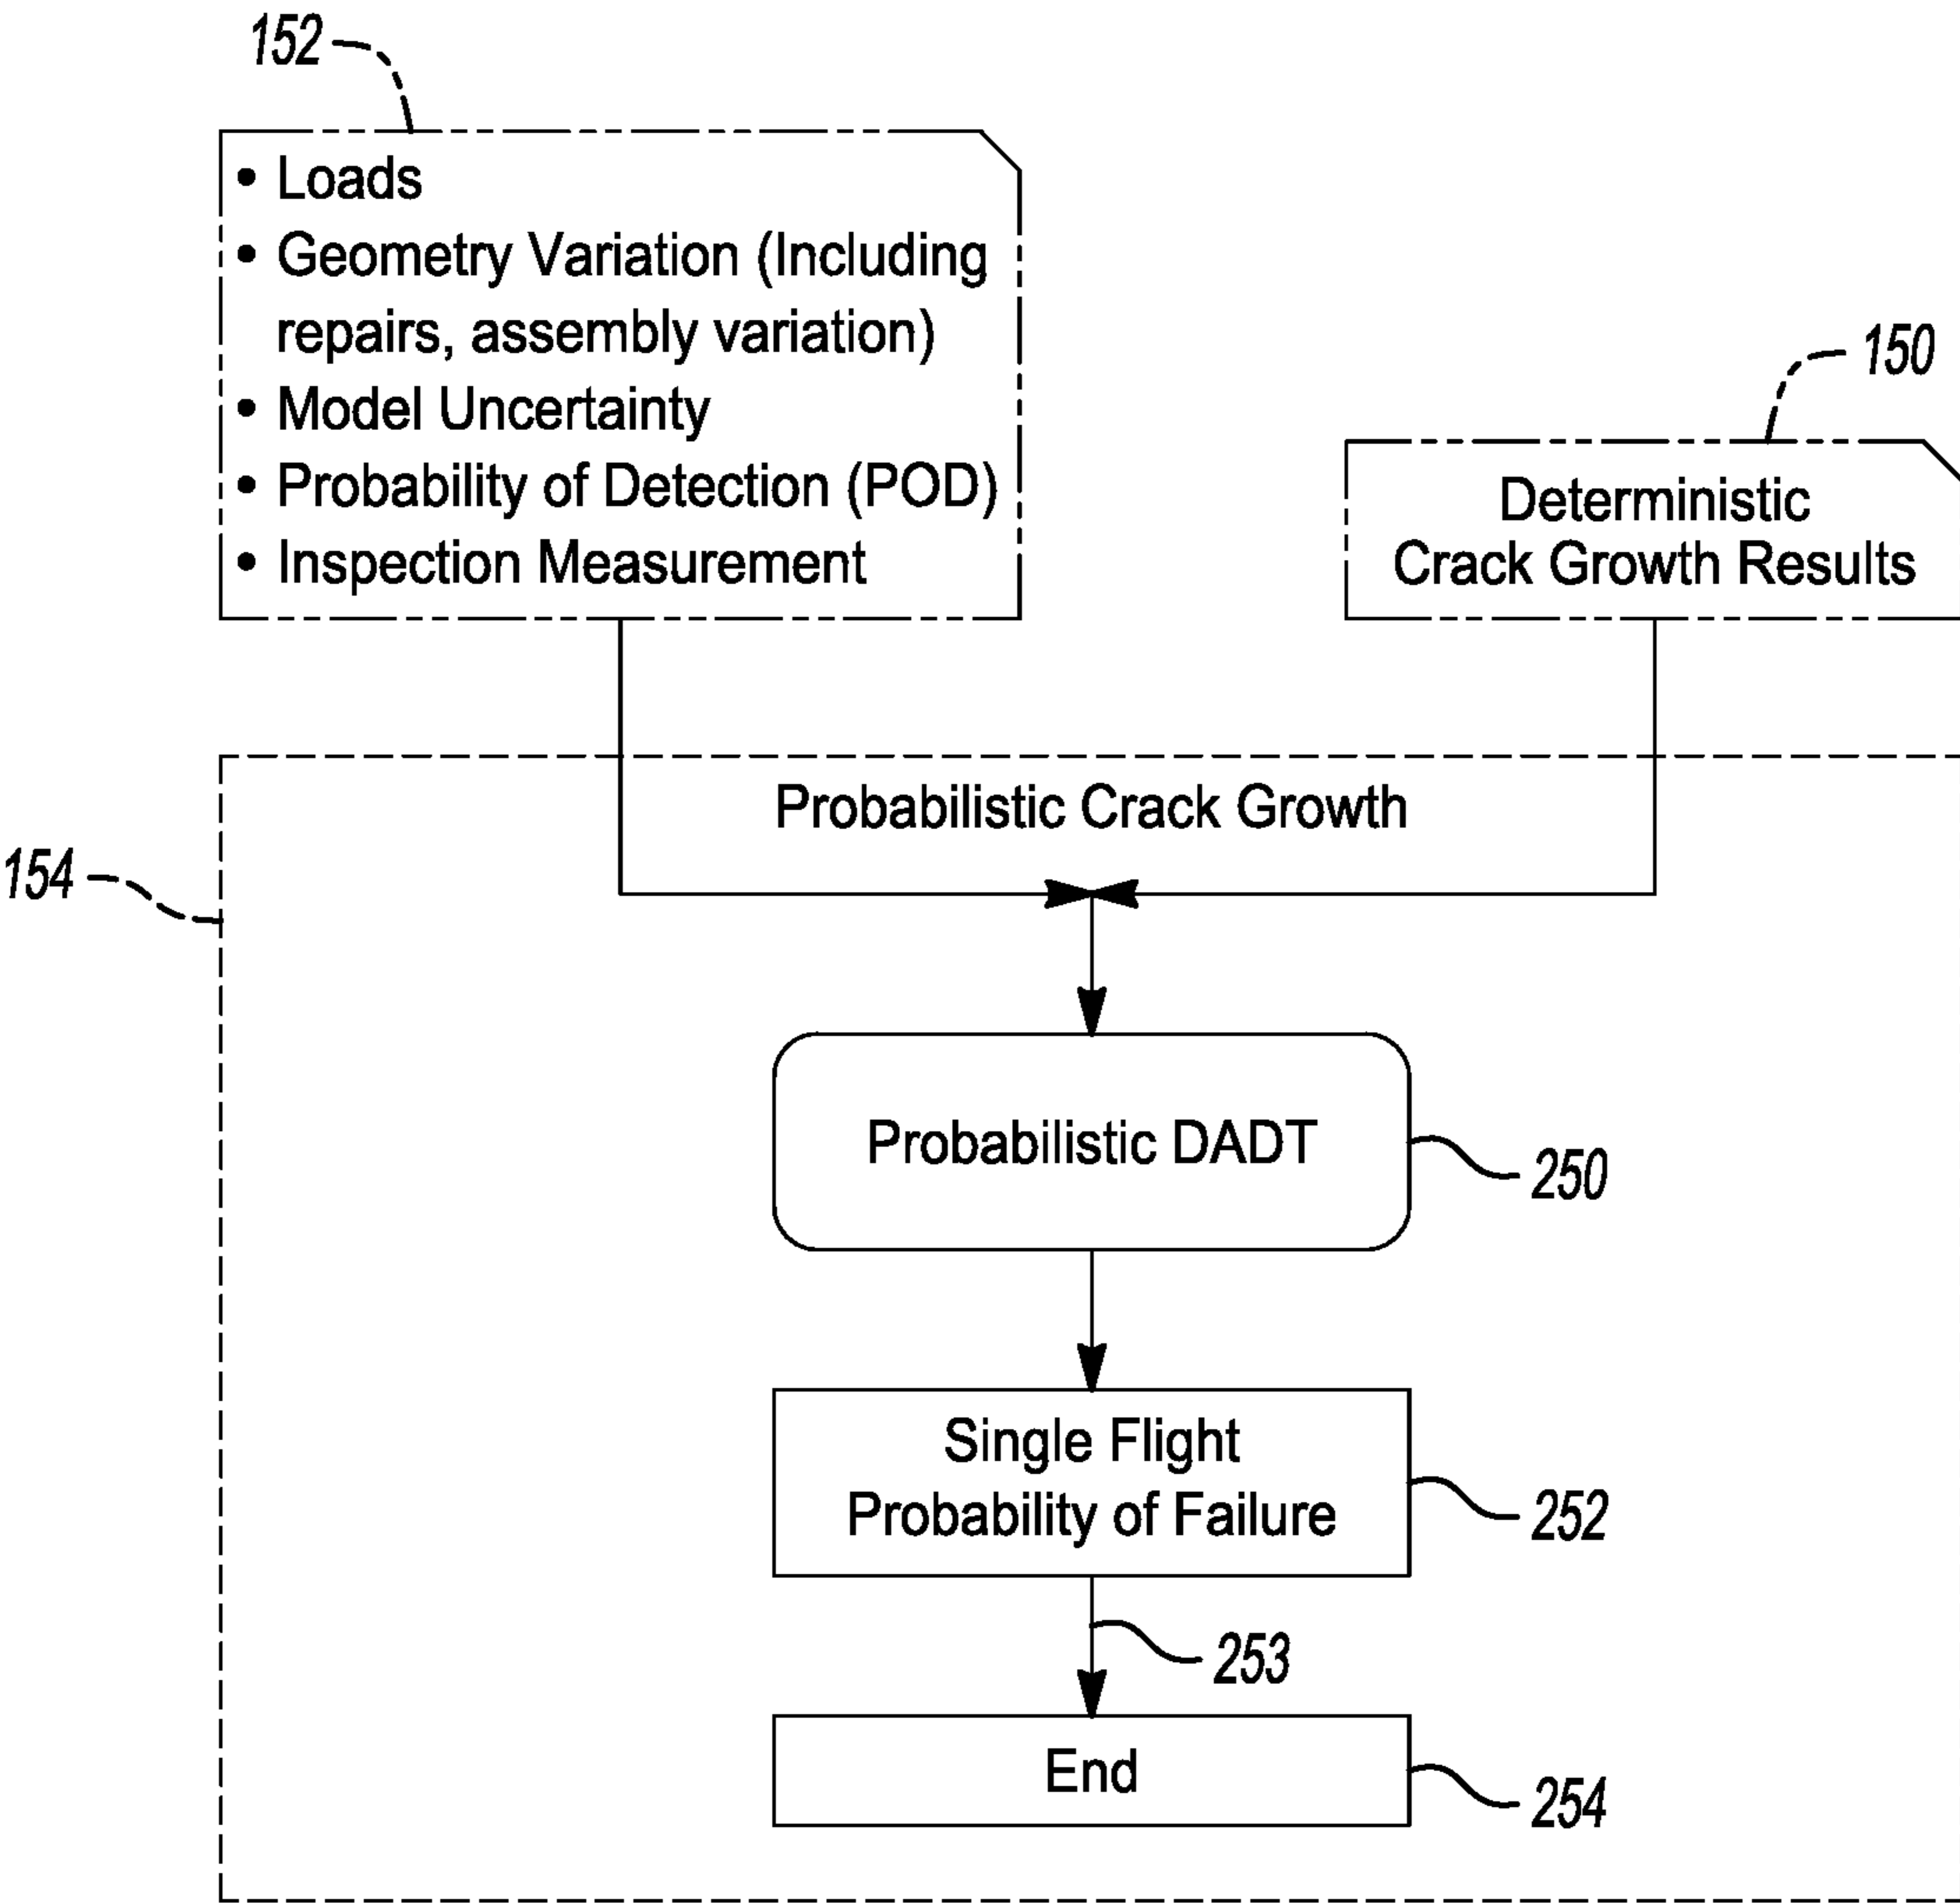 152
• Loads
• Geometry Variation (Including
repairs, assembly variation)
• Model Uncertainty
• Probability of Detection (POD)
• Inspection Measurement
150
Deterministic
Crack Growth Results
Probabilistic Crack Growth
154
Probabilistic DADT
250
Single Flight
Probability of Failure
252
253
End
254